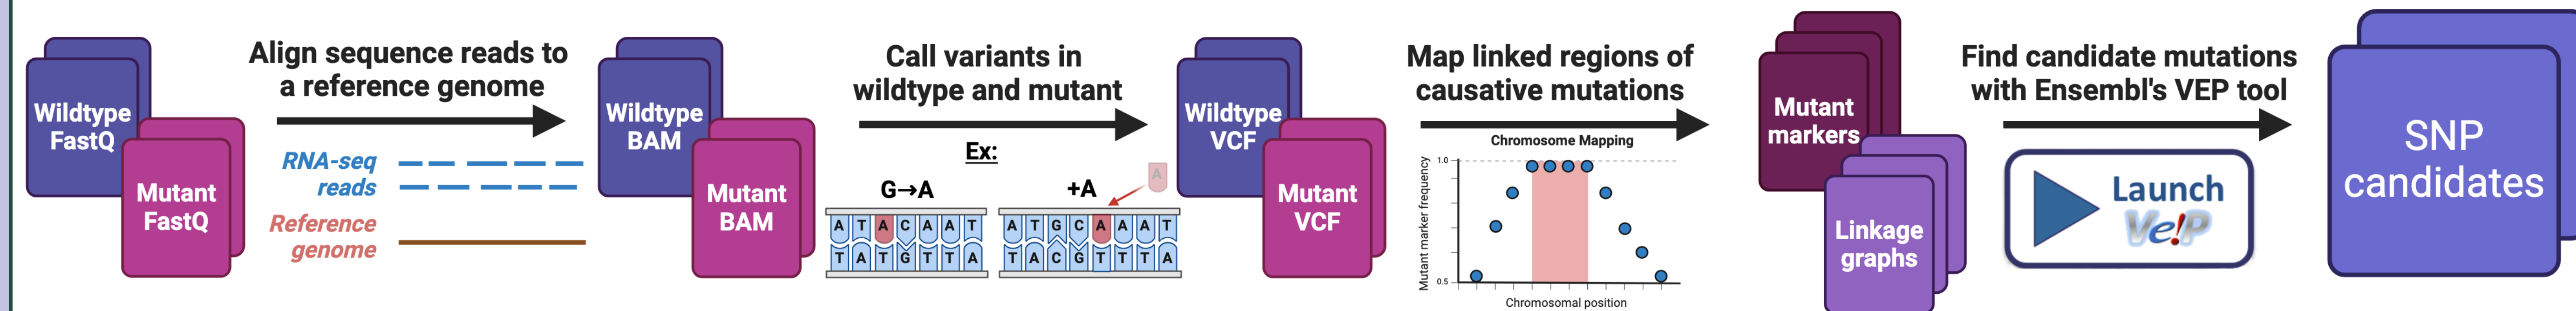 Wildtype
FastQ
Mutant
FastQ
Align sequence reads to
a reference genome
RNA-seq
reads
Reference
genome
Wildtype
BAM
Mutant
BAM
Call variants in
wildtype and mutant
Ex:
G→A
+A
A
A T A C A A T
T A T G T T A
A T G C A A A T
T A C G T T T A
Wildtype
VCF
Mutant
VCF
Map linked regions of
causative mutations
Chromosome Mapping
Mutant marker frequency
1.0
0.5
Chromosomal position
Mutant
markers
Linkage
graphs
Find candidate mutations
with Ensembl's VEP tool
Launch
Ve!P
SNP
candidates